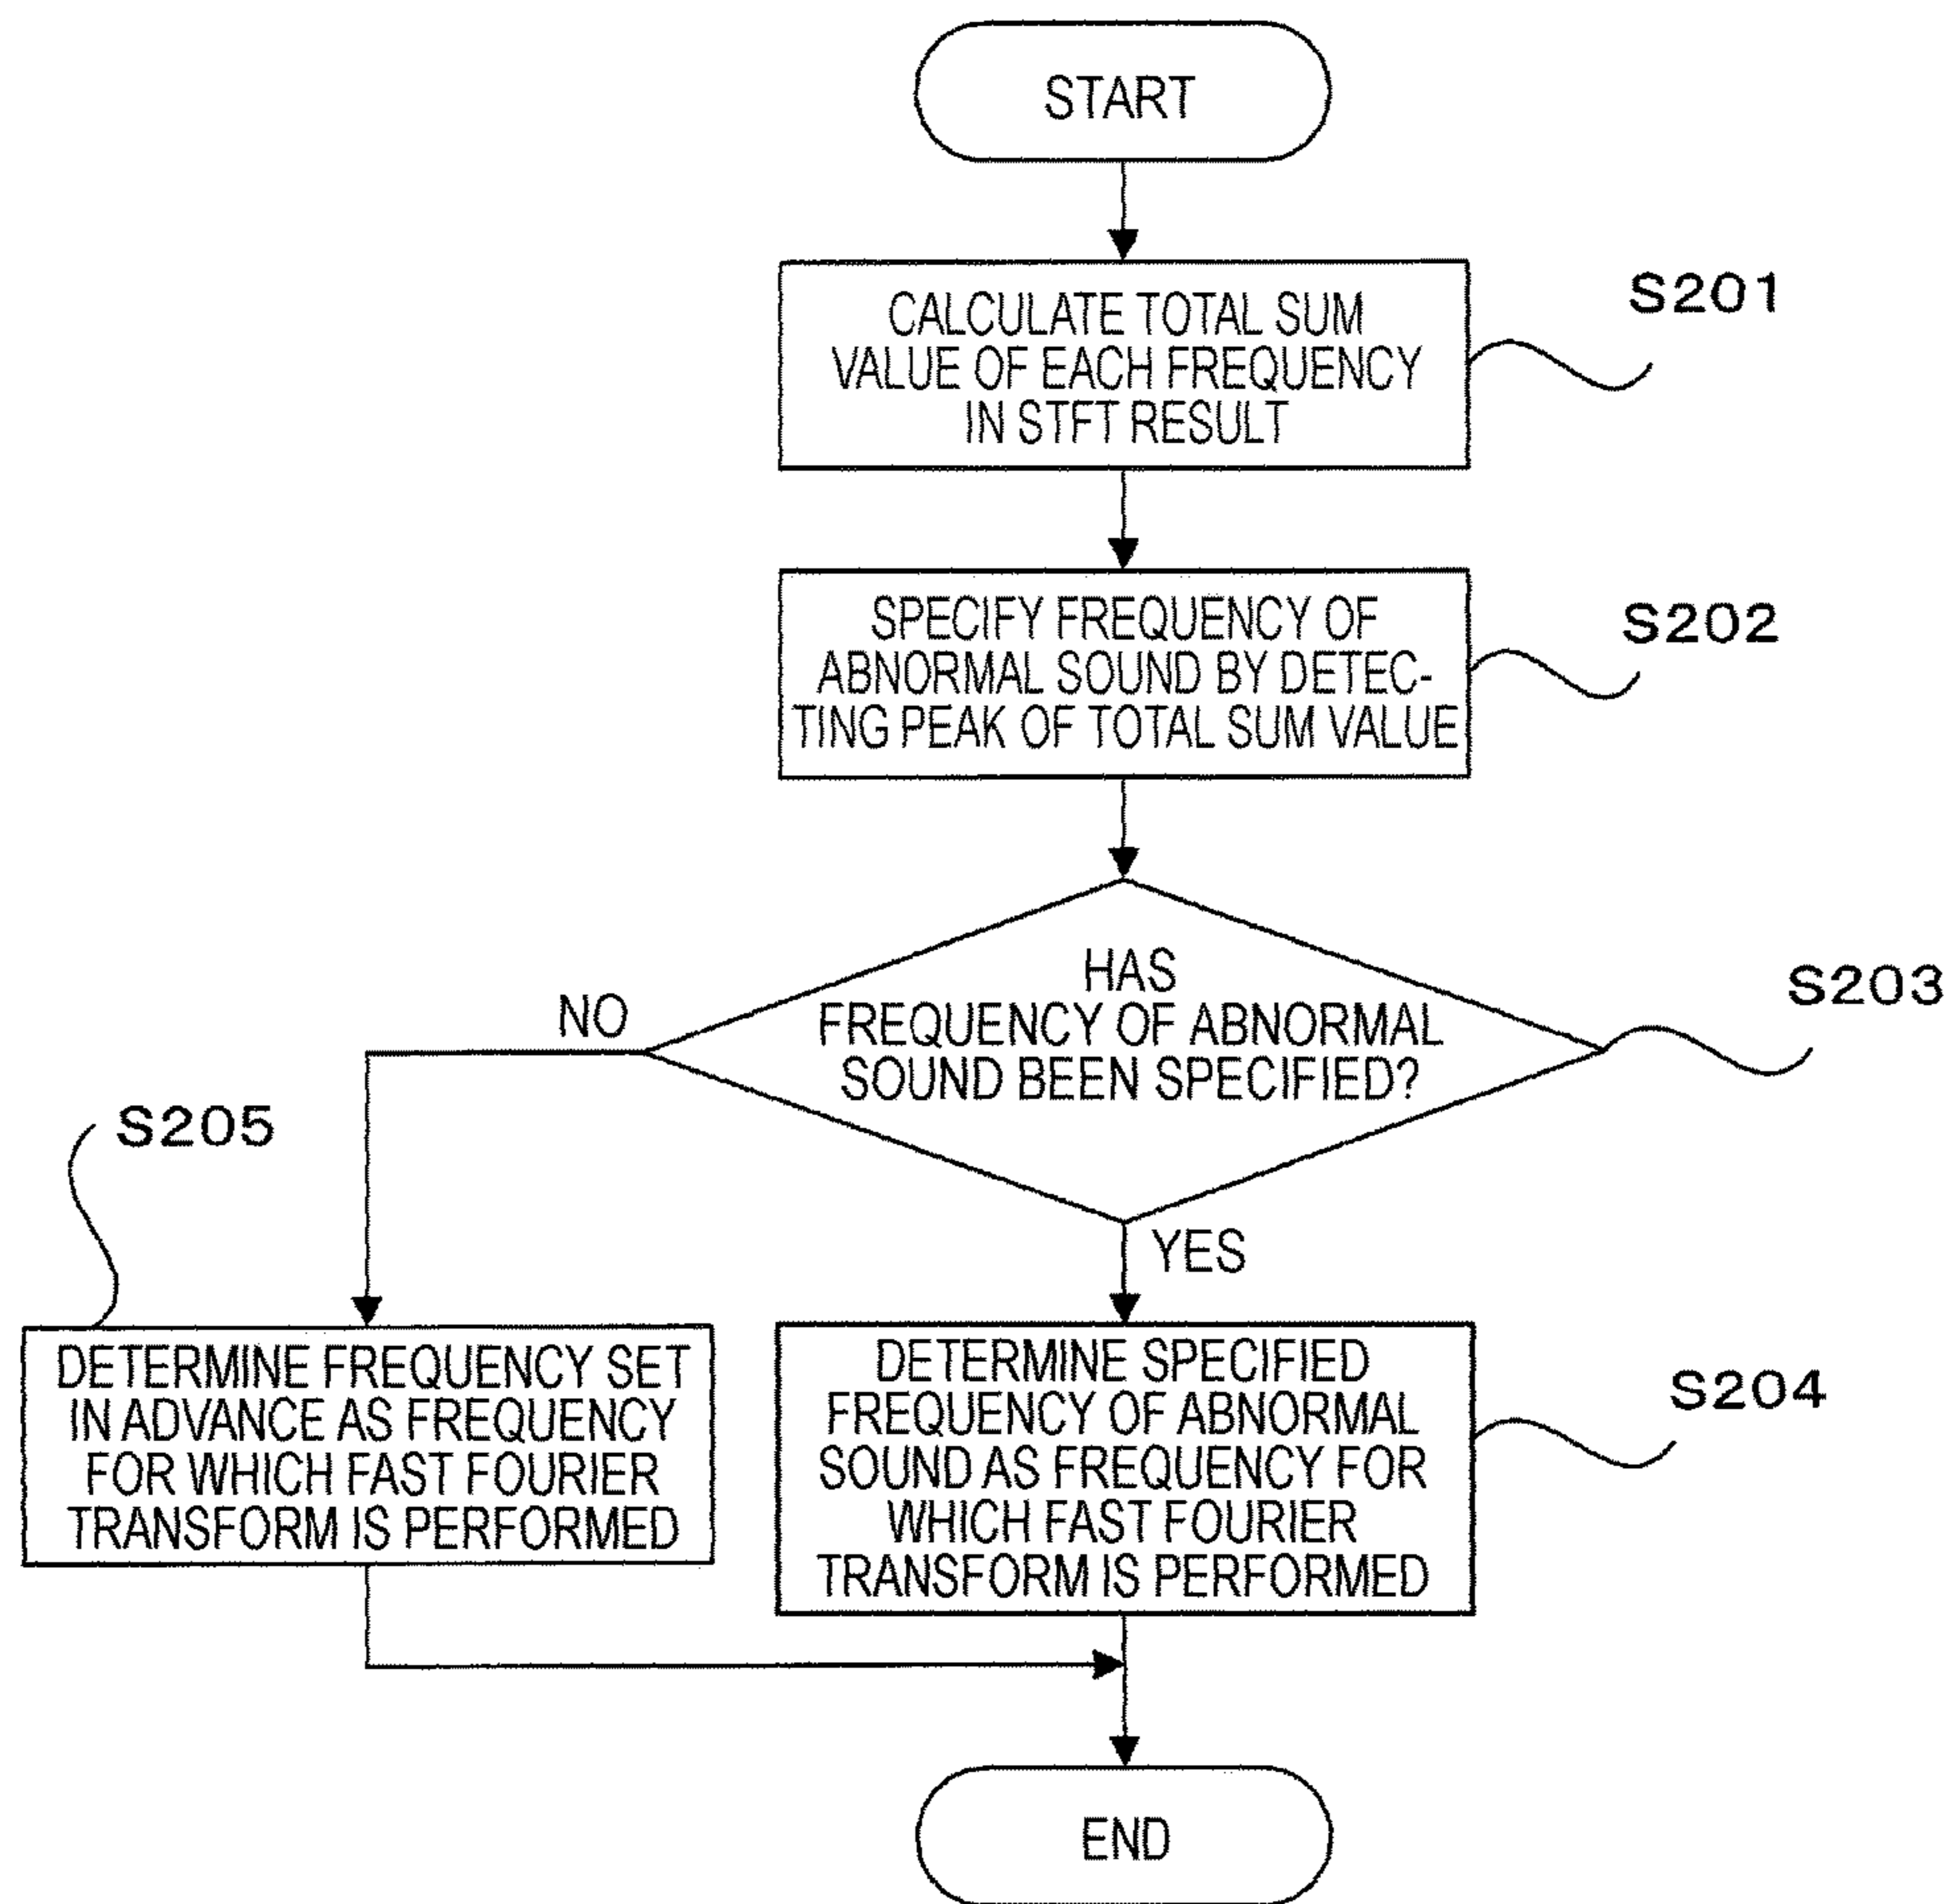 START
CALCULATE TOTAL SUM
VALUE OF EACH FREQUENCY
IN STFT RESULT
S201
SPECIFY FREQUENCY OF
ABNORMAL SOUND BY DETEC-
TING PEAK OF TOTAL SUM VALUE
S202
HAS
FREQUENCY OF ABNORMAL
SOUND BEEN SPECIFIED?
S203
NO
YES
S205
DETERMINE FREQUENCY SET
IN ADVANCE AS FREQUENCY
FOR WHICH FAST FOURIER
TRANSFORM IS PERFORMED
DETERMINE SPECIFIED
FREQUENCY OF ABNORMAL
SOUND AS FREQUENCY FOR
WHICH FAST FOURIER
TRANSFORM IS PERFORMED
S204
END